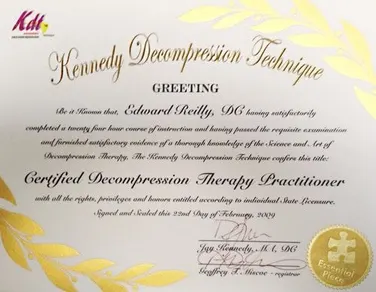 Kdt
Kennedy Decompression Technique
GREETING
Be it Known that, Edward Reilly, DC having satisfactorily
completed a twenty four hour course of instruction and having passed the requisite examination
and furnished satisfactory evidence of a thorough knowledge of the Science and Art of
Decompression Therapy. The Kennedy Decompression Technique confers this title:
Certified Decompression Therapy Practitioner
with all the rights, privileges and honors entitled according to individual State Licensure.
Signed and Sealed this 22nd Day of February, 2009
Jay Kennedy, MA, DC
Geoffrey T. Miscoe - registrar
Essential
Piece